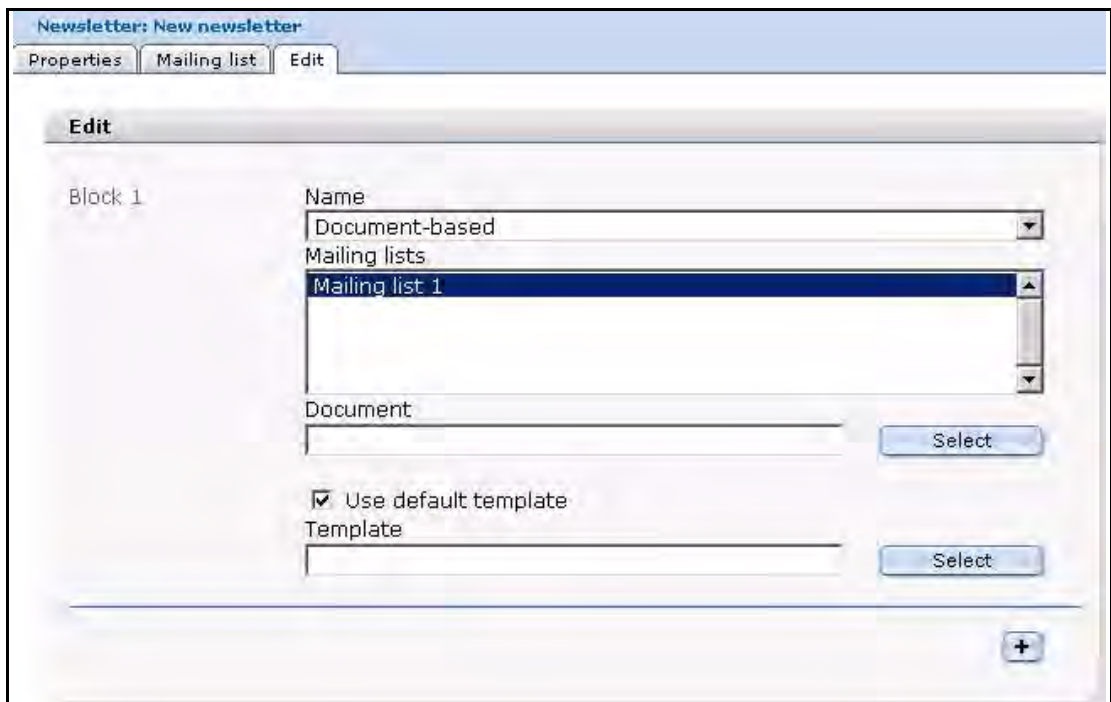 Newsletter: New newsletter
Properties Mailing list Edit
Edit
Block 1 Name
Document-based
Mailing lists
Mailing list 1
Document
Select
Use default template
Template
Select
+